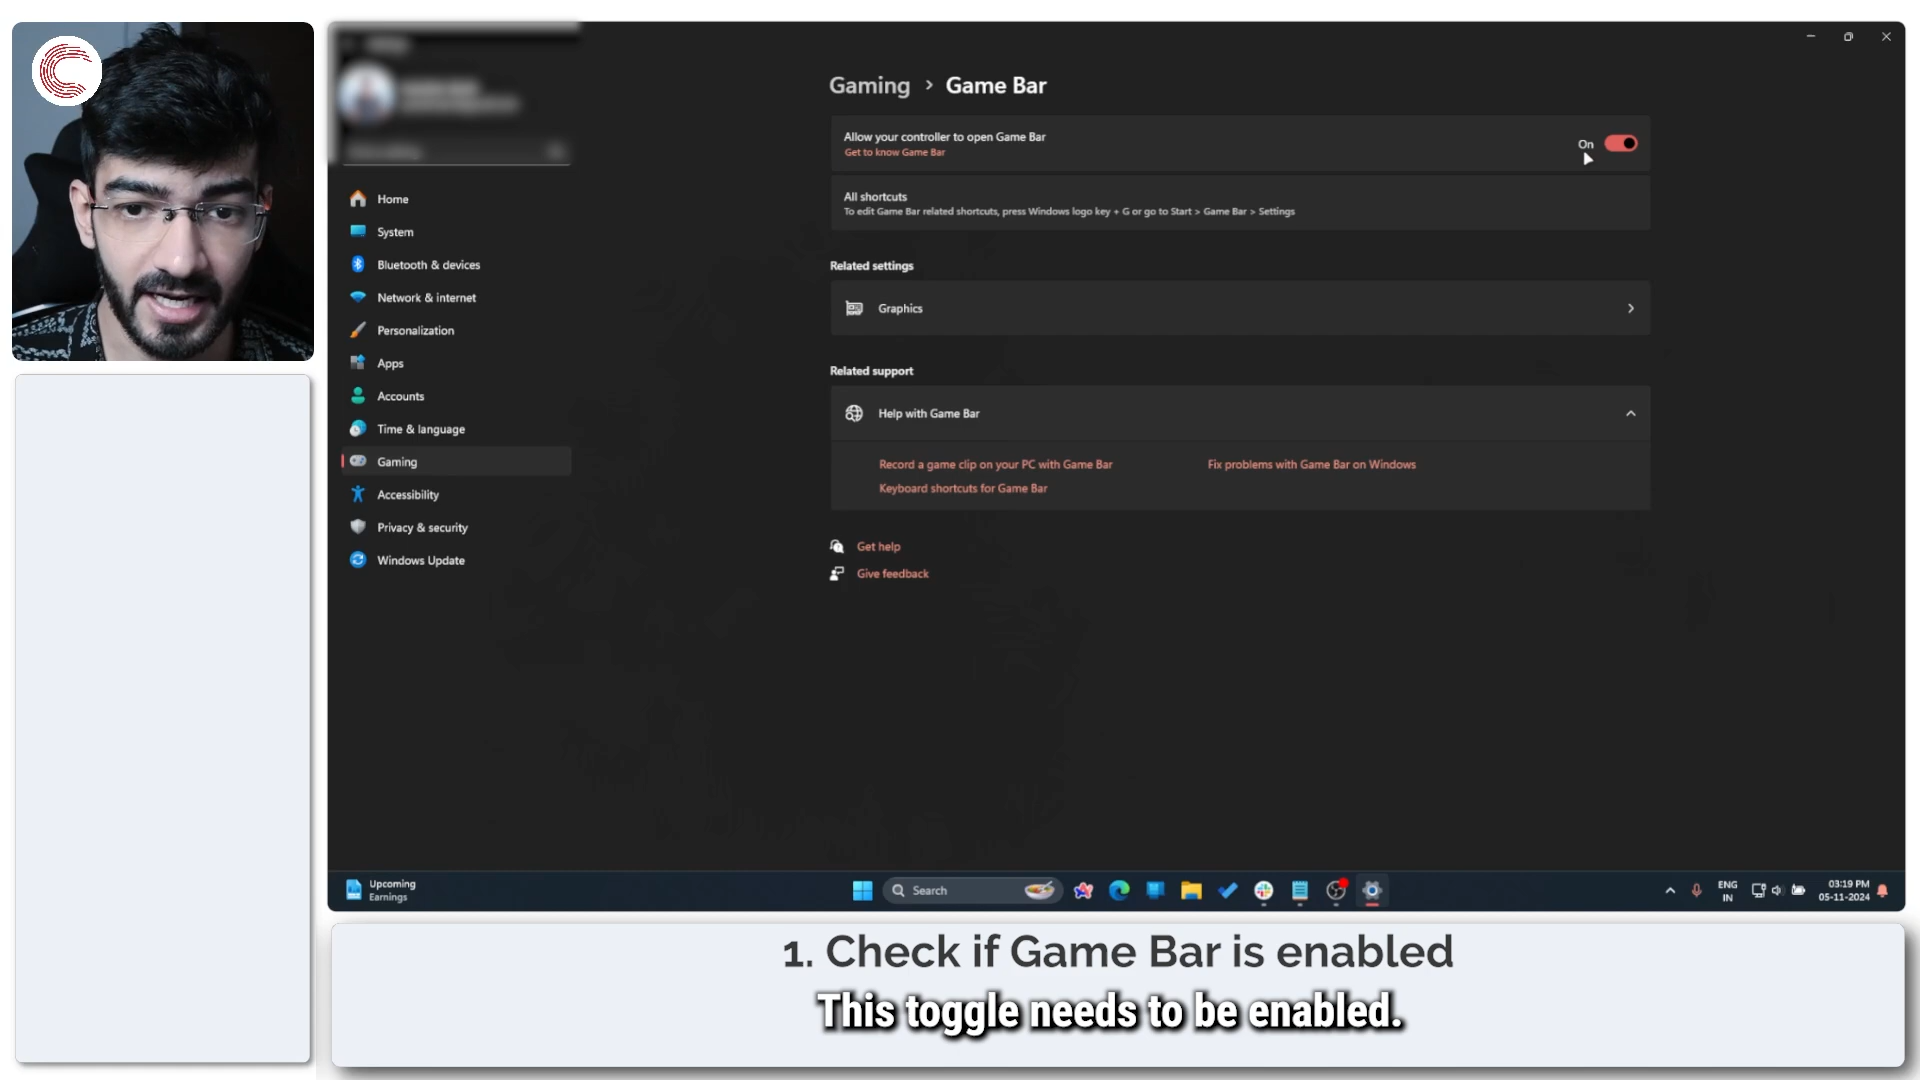 Gaming > Game Bar
Allow your controller to open Game Bar
Get to know Game Bar
On
All shortcuts
To edit Game Bar related shortcuts, press Windows logo key + G or go to Start > Game Bar > Settings
Related settings
Graphics
Related support
Help with Game Bar
Record a game clip on your PC with Game Bar
Fix problems with Game Bar on Windows
Keyboard shortcuts for Game Bar
Get help
Give feedback
Home
System
Bluetooth & devices
Network & internet
Personalization
Apps
Accounts
Time & language
Gaming
Accessibility
Privacy & security
Windows Update
Upcoming
Earnings
Search
ENG
IN
03:19 PM
05-11-2024
1. Check if Game Bar is enabled
This toggle needs to be enabled.